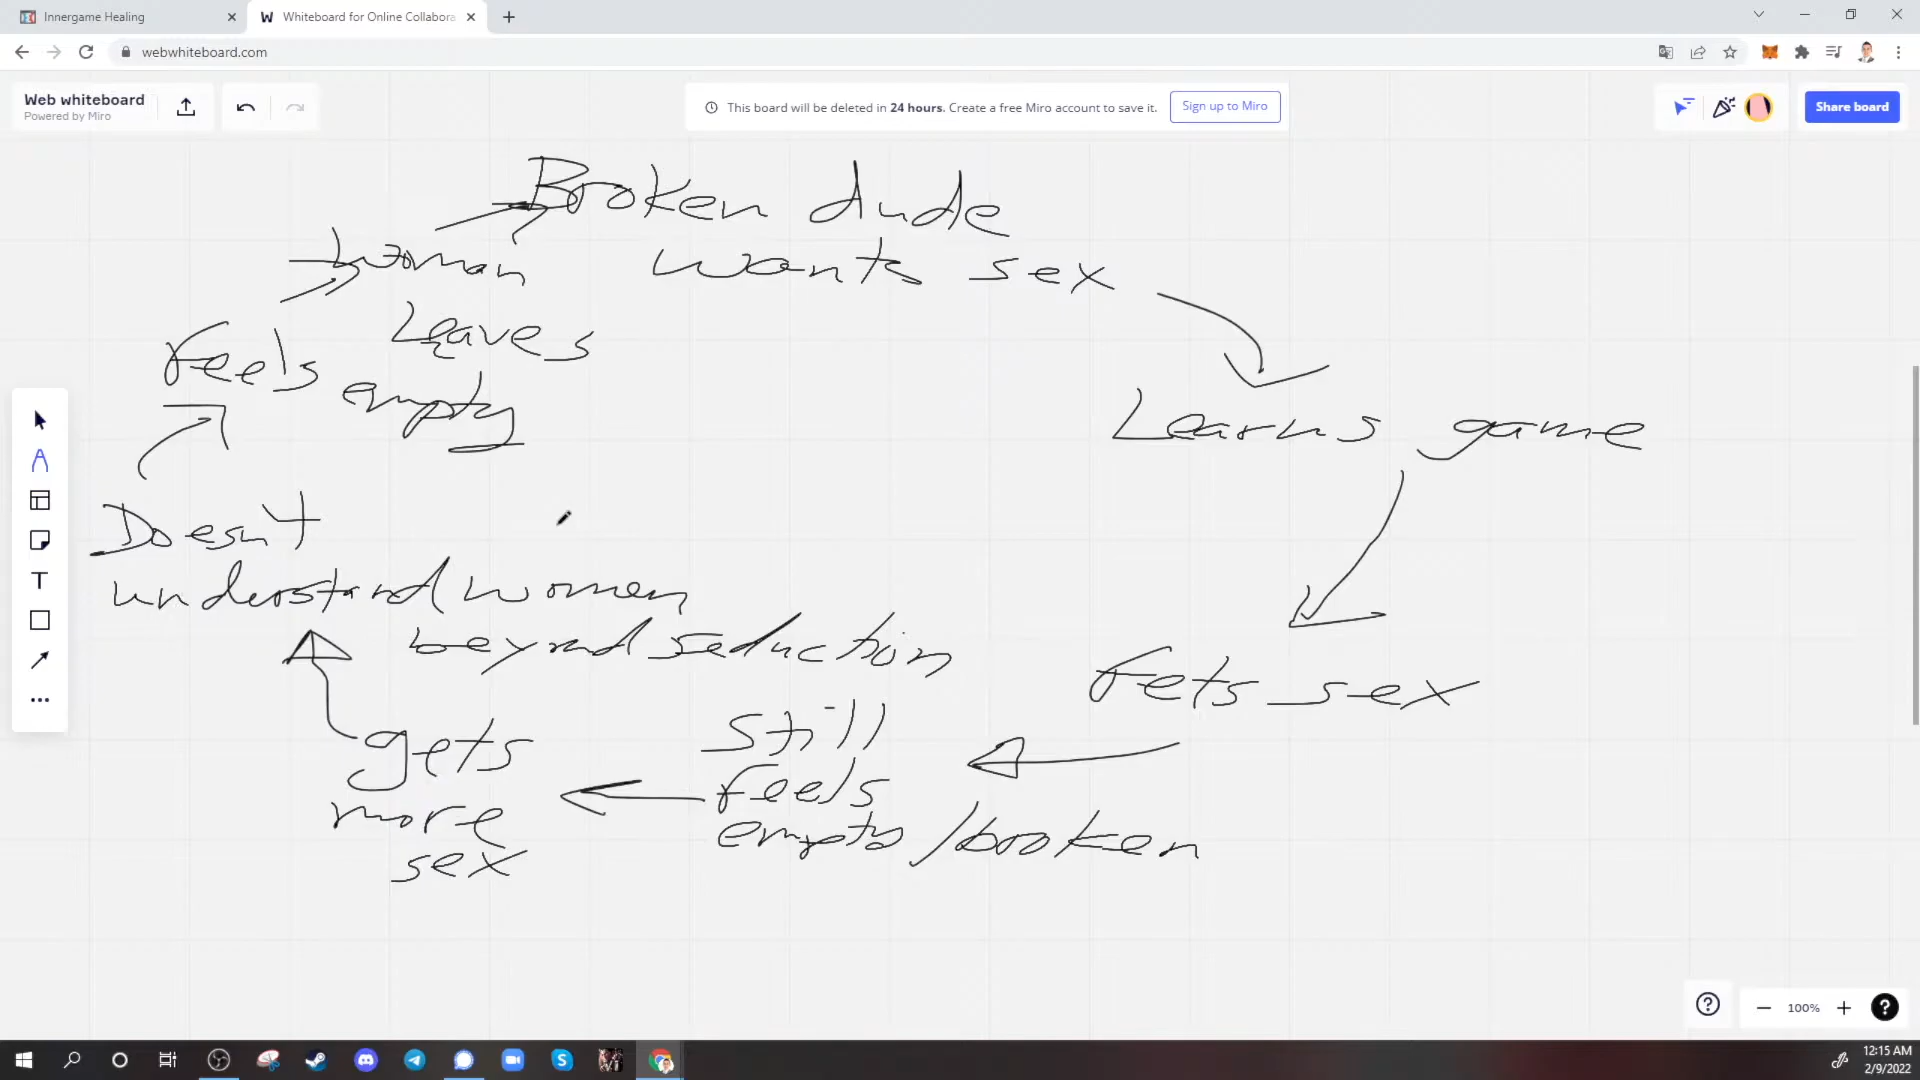 Innergame Healing
W Whiteboard for Online Collabora
webwhiteboard.com
Web whiteboard
Powered by Miro
This board will be deleted in 24 hours. Create a free Miro account to save it.
Sign up to Miro
Share board
Broken dude
wants sex
Learns game
Gets sex
Still
feels
empty/broken
gets
more
sex
Doesn't
understand women
beyond seduction
Feels
empty
woman
Leaves
T
100%
12:15 AM
2/9/2022